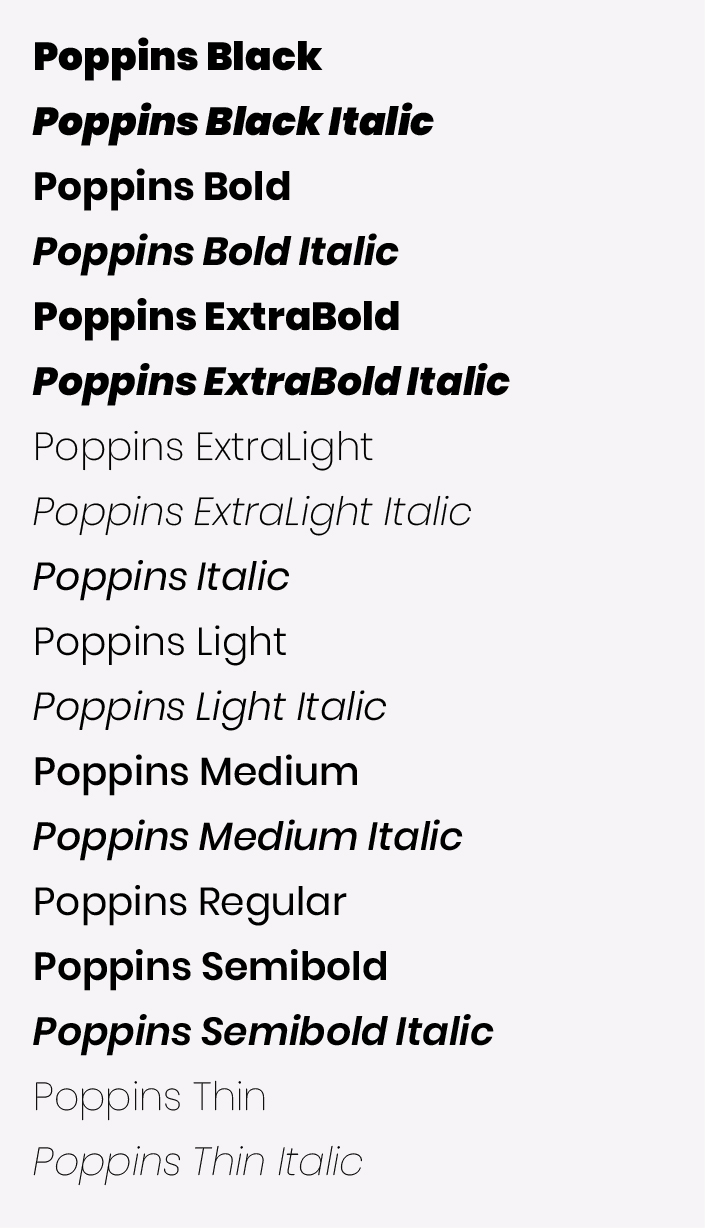 Poppins Black
Poppins Black Italic
Poppins Bold
Poppins Bold Italic
Poppins ExtraBold
Poppins ExtraBold Italic
Poppins ExtraLight
Poppins ExtraLight Italic
Poppins Italic
Poppins Light
Poppins Light Italic
Poppins Medium
Poppins Medium Italic
Poppins Regular
Poppins Semibold
Poppins Semibold Italic
Poppins Thin
Poppins Thin Italic